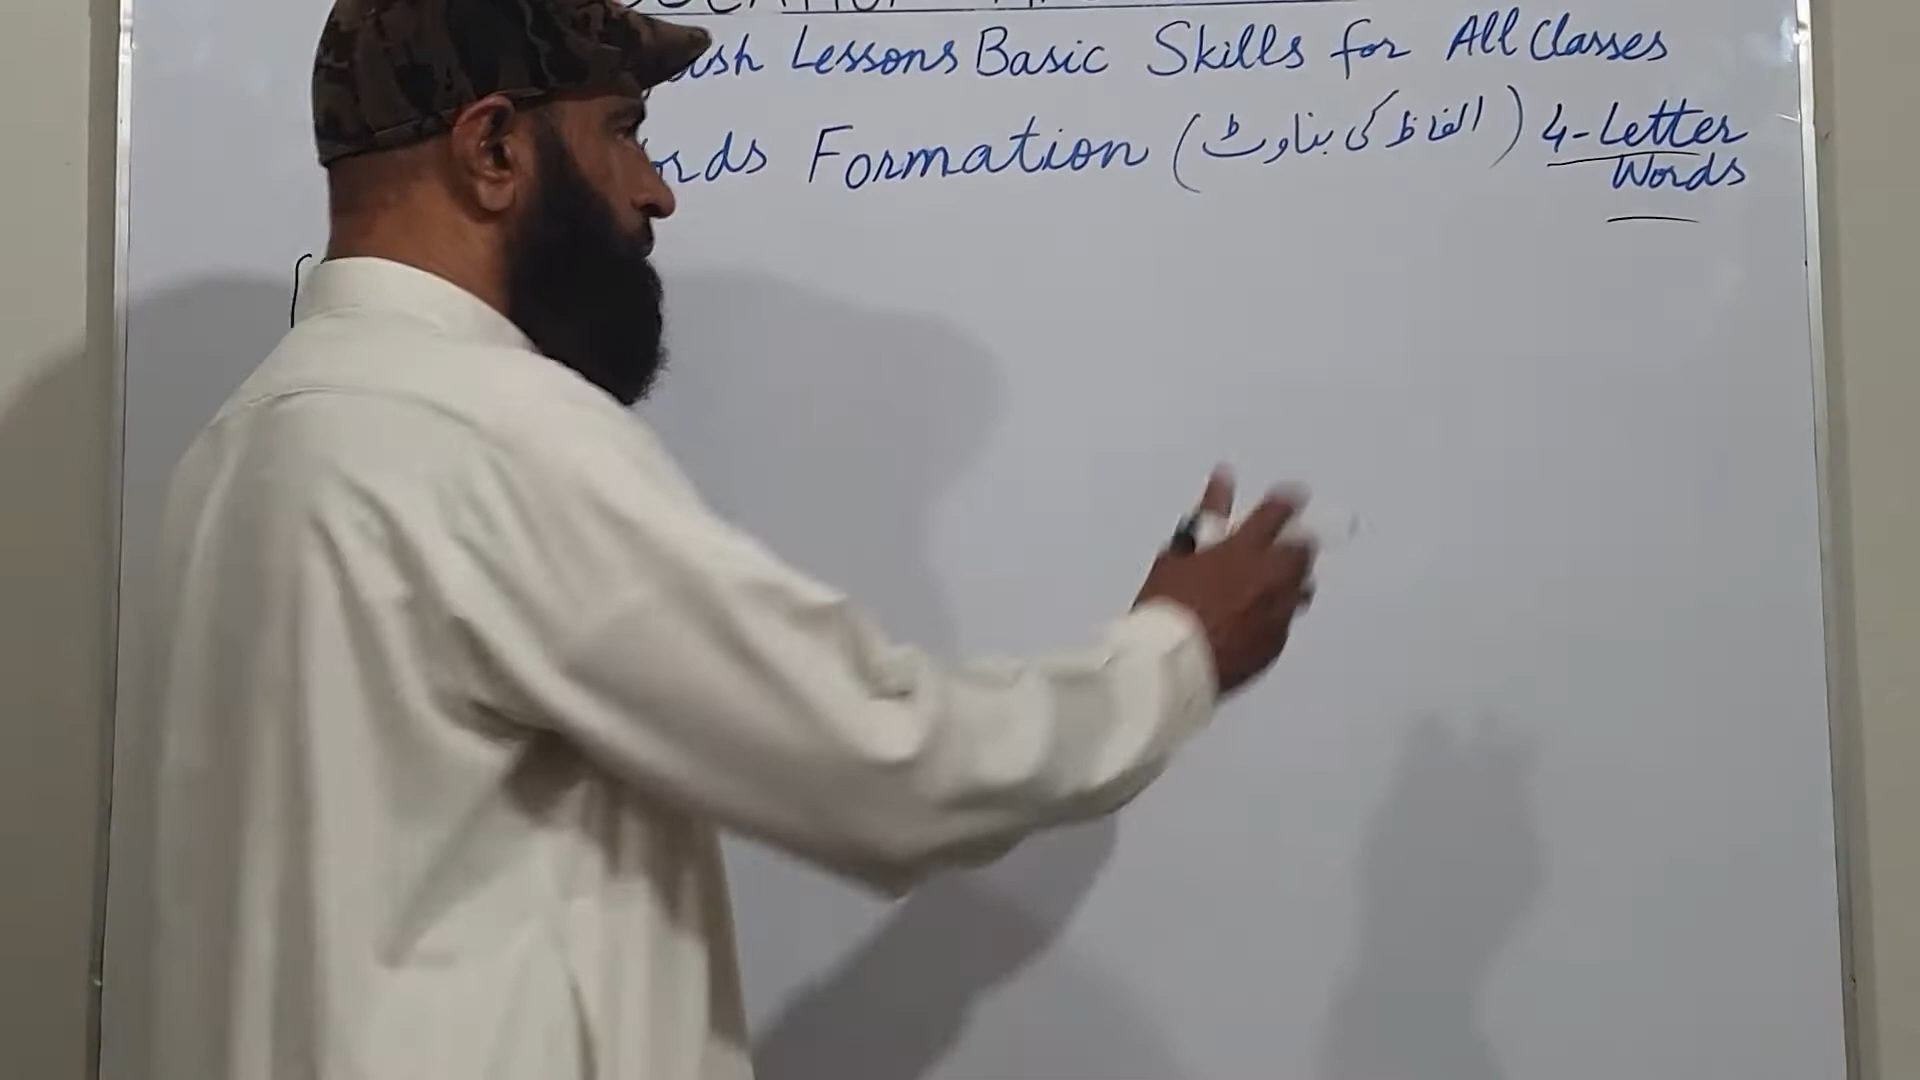 Lessons Basic Skills for All Classes
Formation (الفاظ کی بناوٹ) 4-Letter
Words